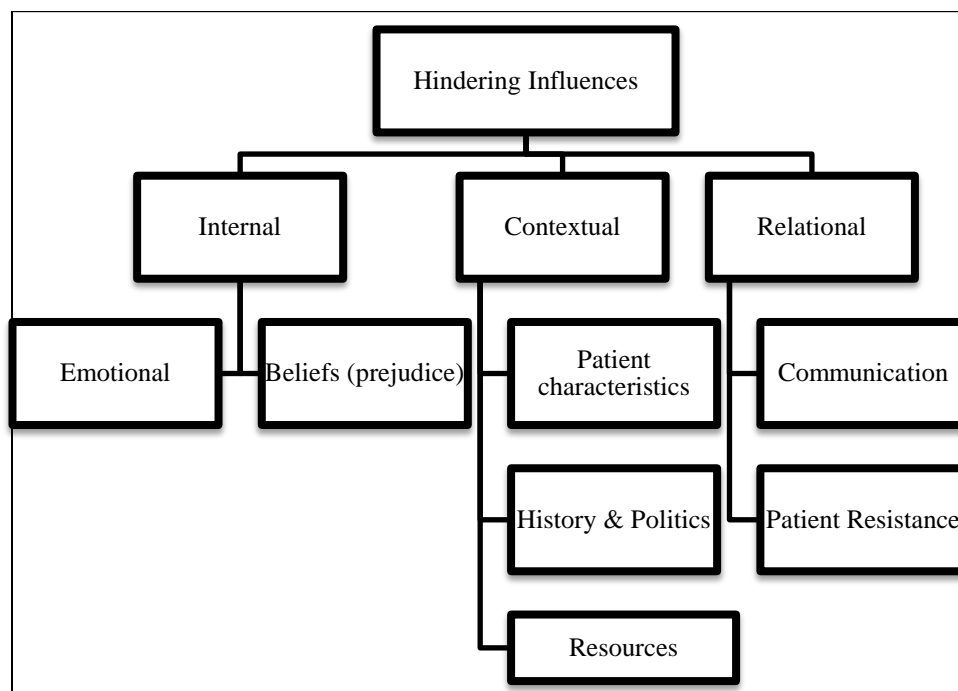 Hindering Influences
Internal
Contextual
Relational
Emotional
Beliefs (prejudice)
Patient
characteristics
Communication
History & Politics
Patient Resistance
Resources